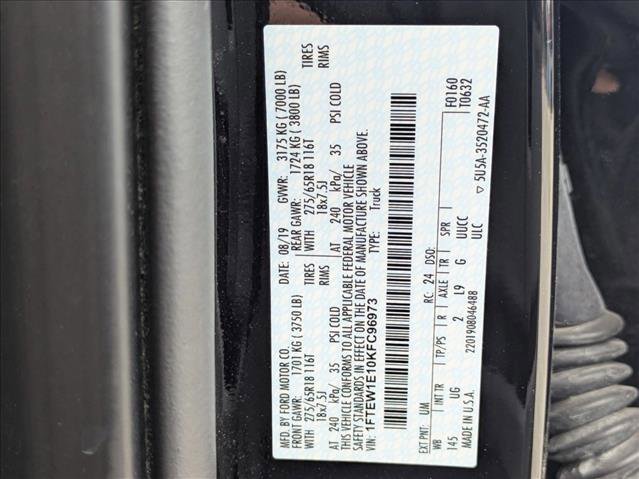 MFD. BY FORD MOTOR CO.
DATE: 08/19 GVWR: 3175 KG ( 7000 LB)
FRONT GAWR: 1701 KG ( 3750 LB) REAR GAWR: 1724 KG ( 3800 LB)
WITH 275/65R18 116T TIRES WITH 275/65R18 116T TIRES
18x7.5J RIMS 18x7.5J RIMS
AT 240 kPa/ 35 PSI COLD AT 240 kPa/ 35 PSI COLD
THIS VEHICLE CONFORMS TO ALL APPLICABLE FEDERAL MOTOR VEHICLE
SAFETY STANDARDS IN EFFECT ON THE DATE OF MANUFACTURE SHOWN ABOVE.
VIN: 1FTEW1E10KFC96973 TYPE: Truck
F0160
T0632
EXT PNT: UM RC: 24 DSO:
WB INT TR TP/PS R AXLE TR SPR
145 UG 2 L9 G UUCC
ULC
MADE IN U.S.A. 2201908046488 ▽ 5U5A-3520472-AA